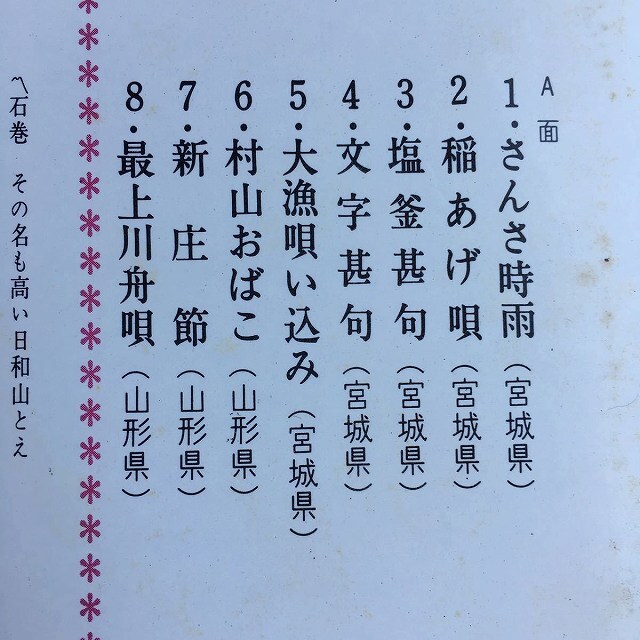 A面
1・さんさ時雨(宮城県)
2・稲あげ唄(宮城県)
3・塩釜甚句(宮城県)
4・文字甚句(宮城県)
5・大漁唄い込み(宮城県)
6・村山おばこ(山形県)
7・新庄節(山形県)
8・最上川舟唄(山形県)
〽石巻 その名も高い日和山とえ